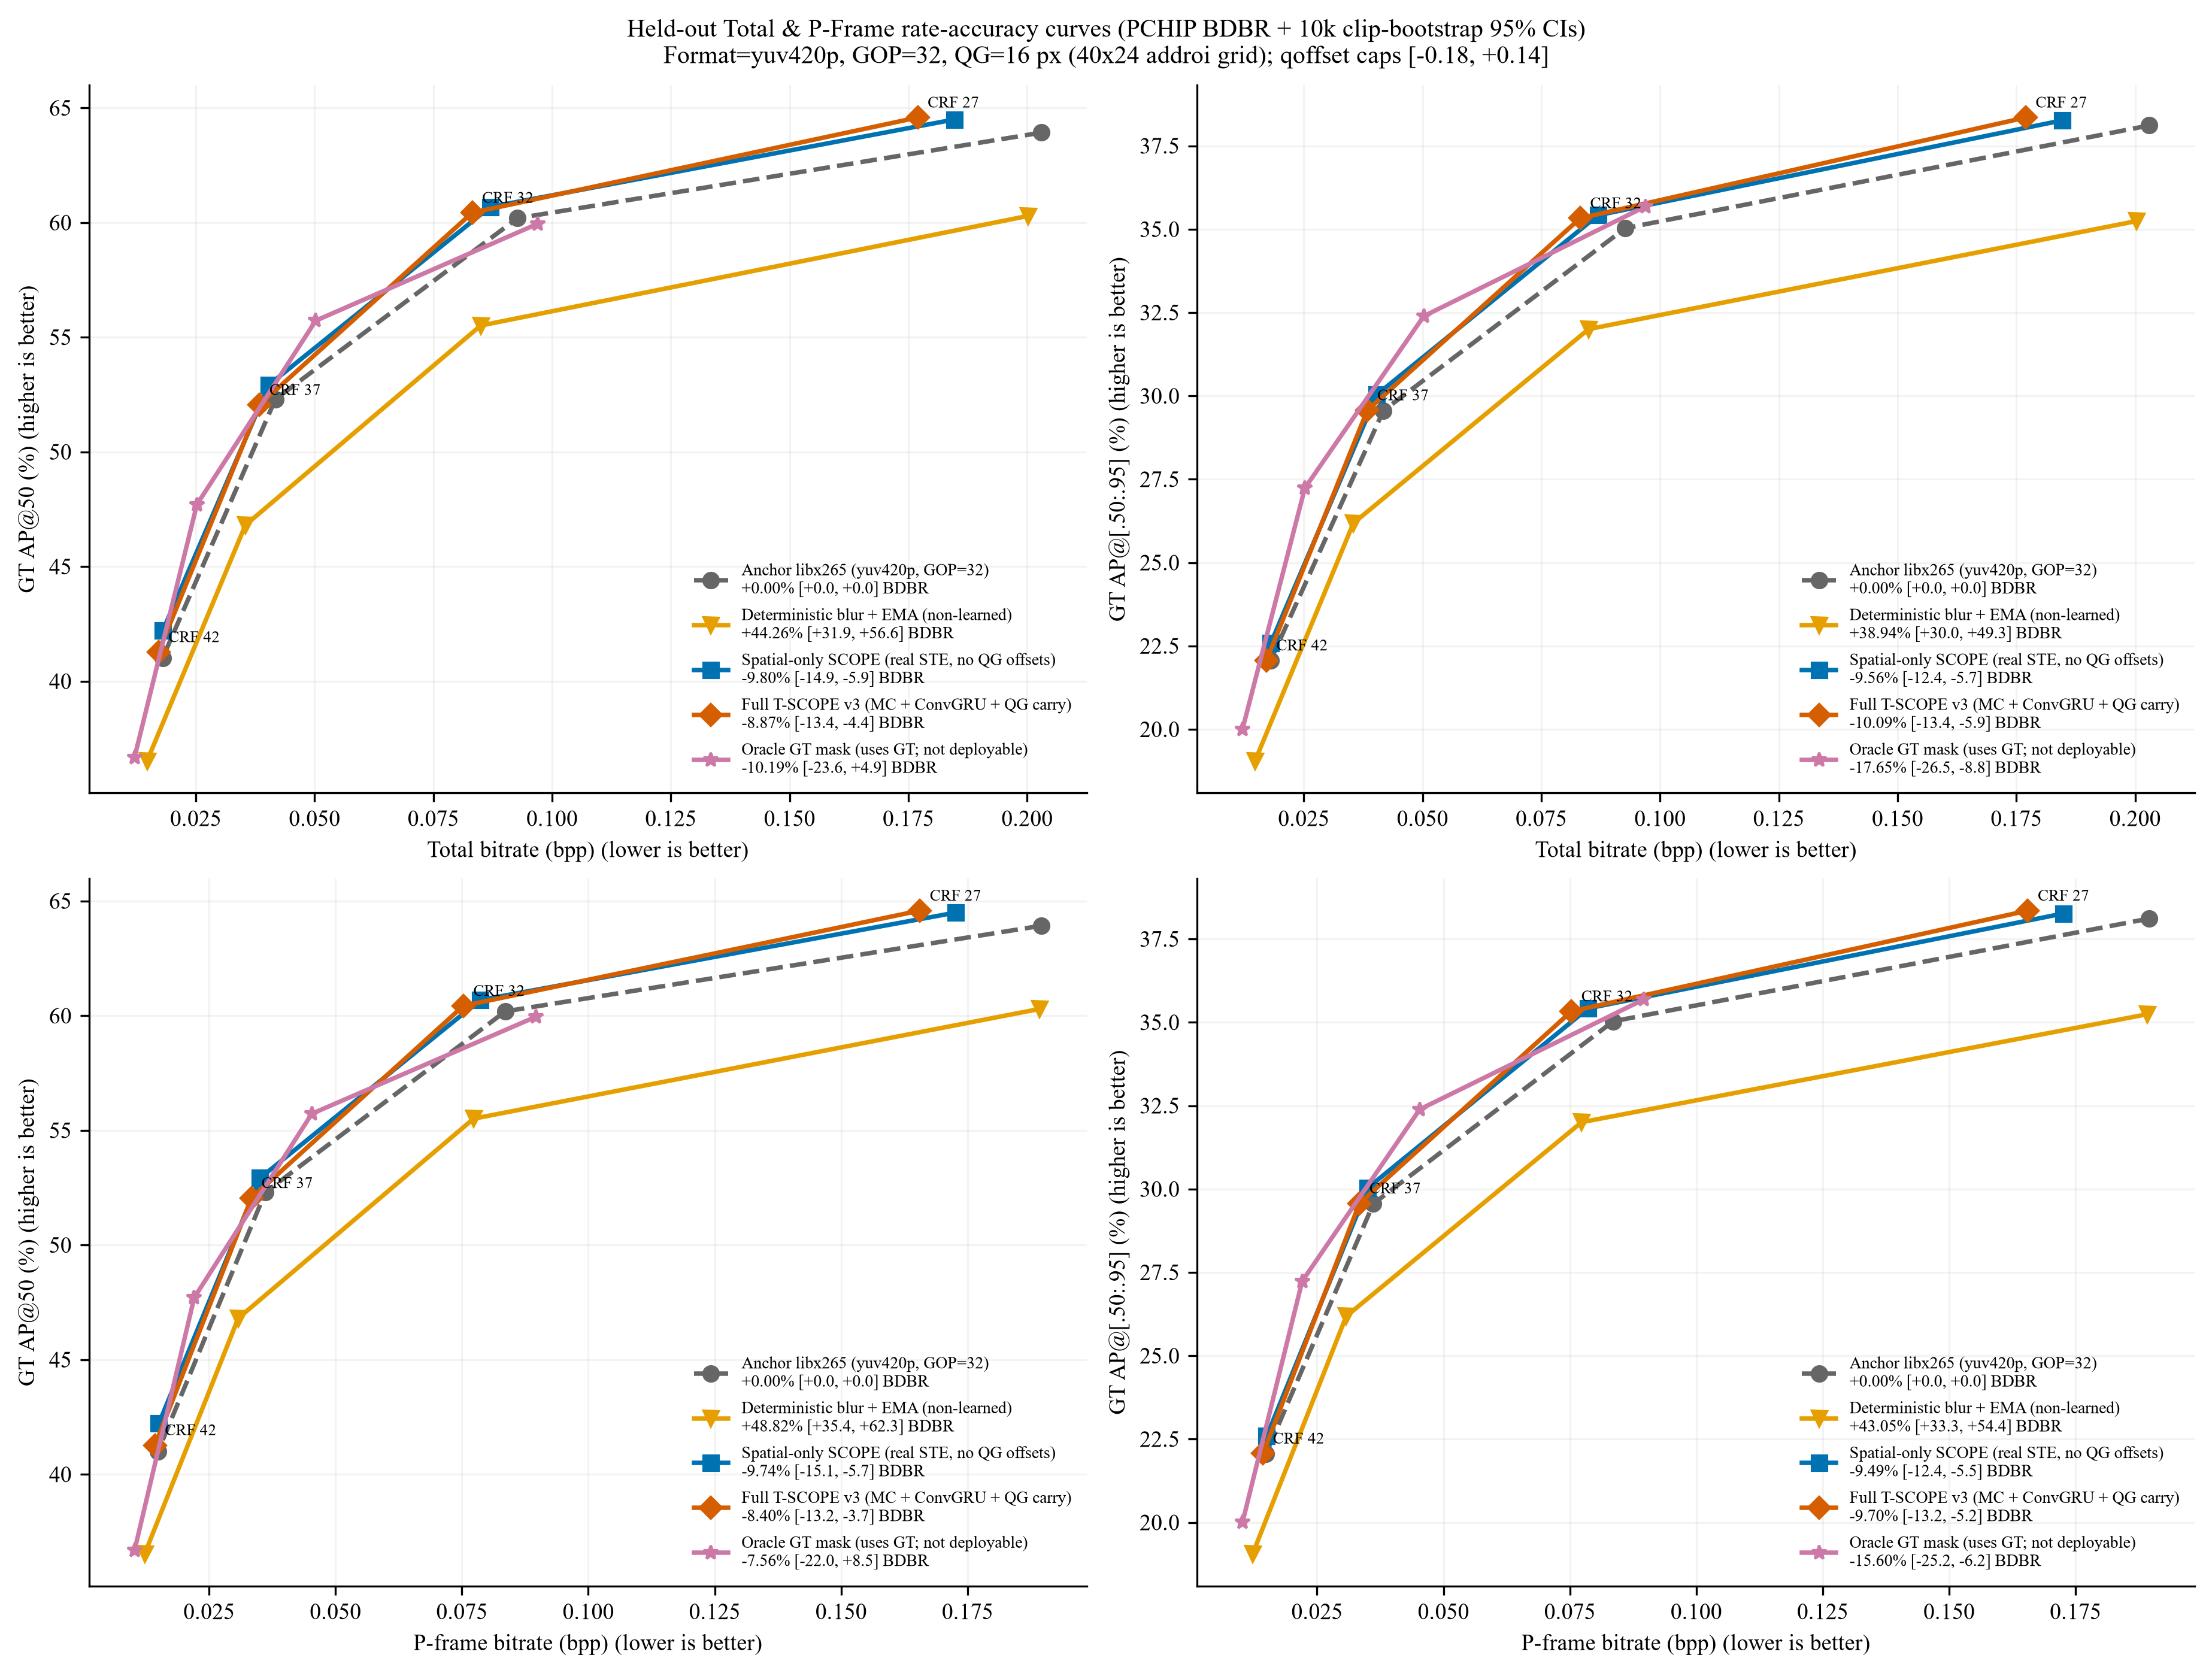 Held-out Total & P-Frame rate-accuracy curves (PCHIP BDBR + 10k clip-bootstrap 95% CIs)
Format=yuv420p, GOP=32, QG=16 px (40x24 addroi grid); qoffset caps [-0.18, +0.14]
GT AP@50 (%) (higher is better)
65
60
55
50
45
40
CRF 27
CRF 32
CRF 37
CRF 42
Anchor libx265 (yuv420p, GOP=32)
+0.00% [+0.0, +0.0] BDBR
Deterministic blur + EMA (non-learned)
+44.26% [+31.9, +56.6] BDBR
Spatial-only SCOPE (real STE, no QG offsets)
-9.80% [-14.9, -5.9] BDBR
Full T-SCOPE v3 (MC + ConvGRU + QG carry)
-8.87% [-13.4, -4.4] BDBR
Oracle GT mask (uses GT; not deployable)
-10.19% [-23.6, +4.9] BDBR
0.025 0.050 0.075 0.100 0.125 0.150 0.175 0.200
Total bitrate (bpp) (lower is better)
GT AP@[.50:.95] (%) (higher is better)
37.5
35.0
32.5
30.0
27.5
25.0
22.5
20.0
CRF 27
CRF 32
CRF 37
CRF 42
Anchor libx265 (yuv420p, GOP=32)
+0.00% [+0.0, +0.0] BDBR
Deterministic blur + EMA (non-learned)
+38.94% [+30.0, +49.3] BDBR
Spatial-only SCOPE (real STE, no QG offsets)
-9.56% [-12.4, -5.7] BDBR
Full T-SCOPE v3 (MC + ConvGRU + QG carry)
-10.09% [-13.4, -5.9] BDBR
Oracle GT mask (uses GT; not deployable)
-17.65% [-26.5, -8.8] BDBR
0.025 0.050 0.075 0.100 0.125 0.150 0.175 0.200
Total bitrate (bpp) (lower is better)
GT AP@50 (%) (higher is better)
65
60
55
50
45
40
CRF 27
CRF 32
CRF 37
CRF 42
Anchor libx265 (yuv420p, GOP=32)
+0.00% [+0.0, +0.0] BDBR
Deterministic blur + EMA (non-learned)
+48.82% [+35.4, +62.3] BDBR
Spatial-only SCOPE (real STE, no QG offsets)
-9.74% [-15.1, -5.7] BDBR
Full T-SCOPE v3 (MC + ConvGRU + QG carry)
-8.40% [-13.2, -3.7] BDBR
Oracle GT mask (uses GT; not deployable)
-7.56% [-22.0, +8.5] BDBR
0.025 0.050 0.075 0.100 0.125 0.150 0.175
P-frame bitrate (bpp) (lower is better)
GT AP@[.50:.95] (%) (higher is better)
37.5
35.0
32.5
30.0
27.5
25.0
22.5
20.0
CRF 27
CRF 32
CRF 37
CRF 42
Anchor libx265 (yuv420p, GOP=32)
+0.00% [+0.0, +0.0] BDBR
Deterministic blur + EMA (non-learned)
+43.05% [+33.3, +54.4] BDBR
Spatial-only SCOPE (real STE, no QG offsets)
-9.49% [-12.4, -5.5] BDBR
Full T-SCOPE v3 (MC + ConvGRU + QG carry)
-9.70% [-13.2, -5.2] BDBR
Oracle GT mask (uses GT; not deployable)
-15.60% [-25.2, -6.2] BDBR
0.025 0.050 0.075 0.100 0.125 0.150 0.175
P-frame bitrate (bpp) (lower is better)